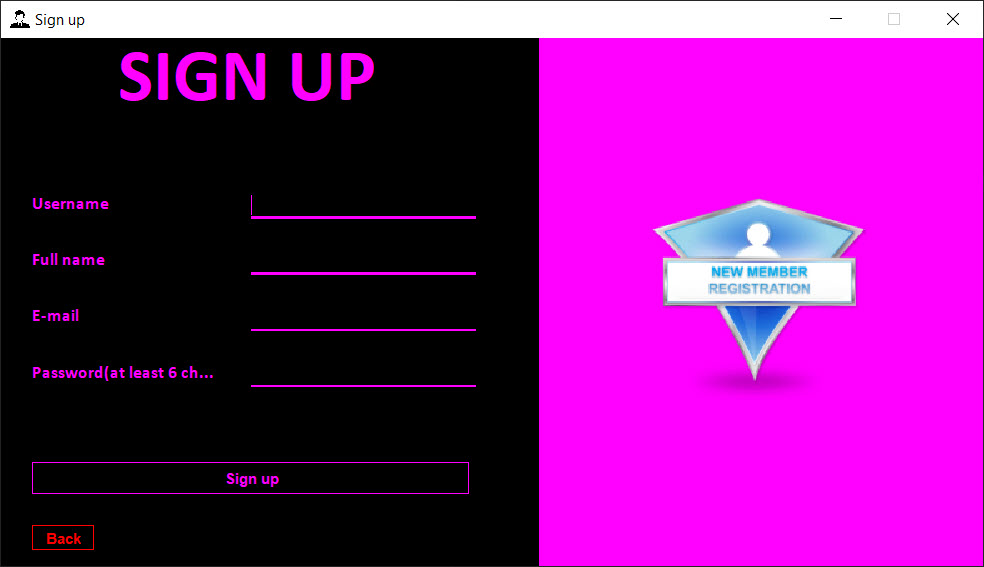 Sign up
SIGN UP
Username
Full name
E-mail
Password(at least 6 ch...
Sign up
Back
NEW MEMBER
REGISTRATION